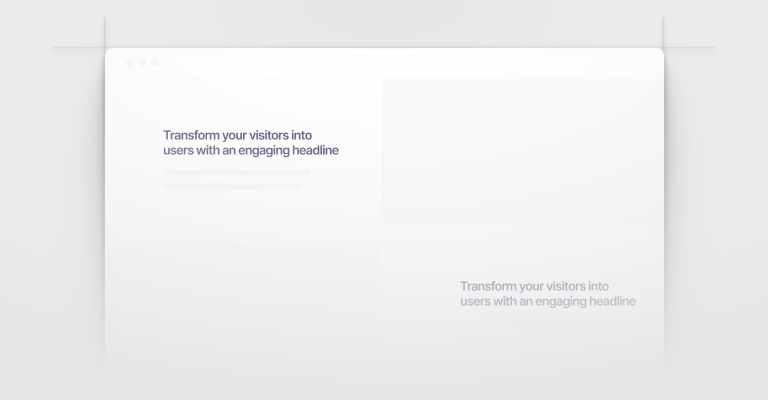 Transform your visitors into
users with an engaging headline
Transform your visitors into
users with an engaging headline